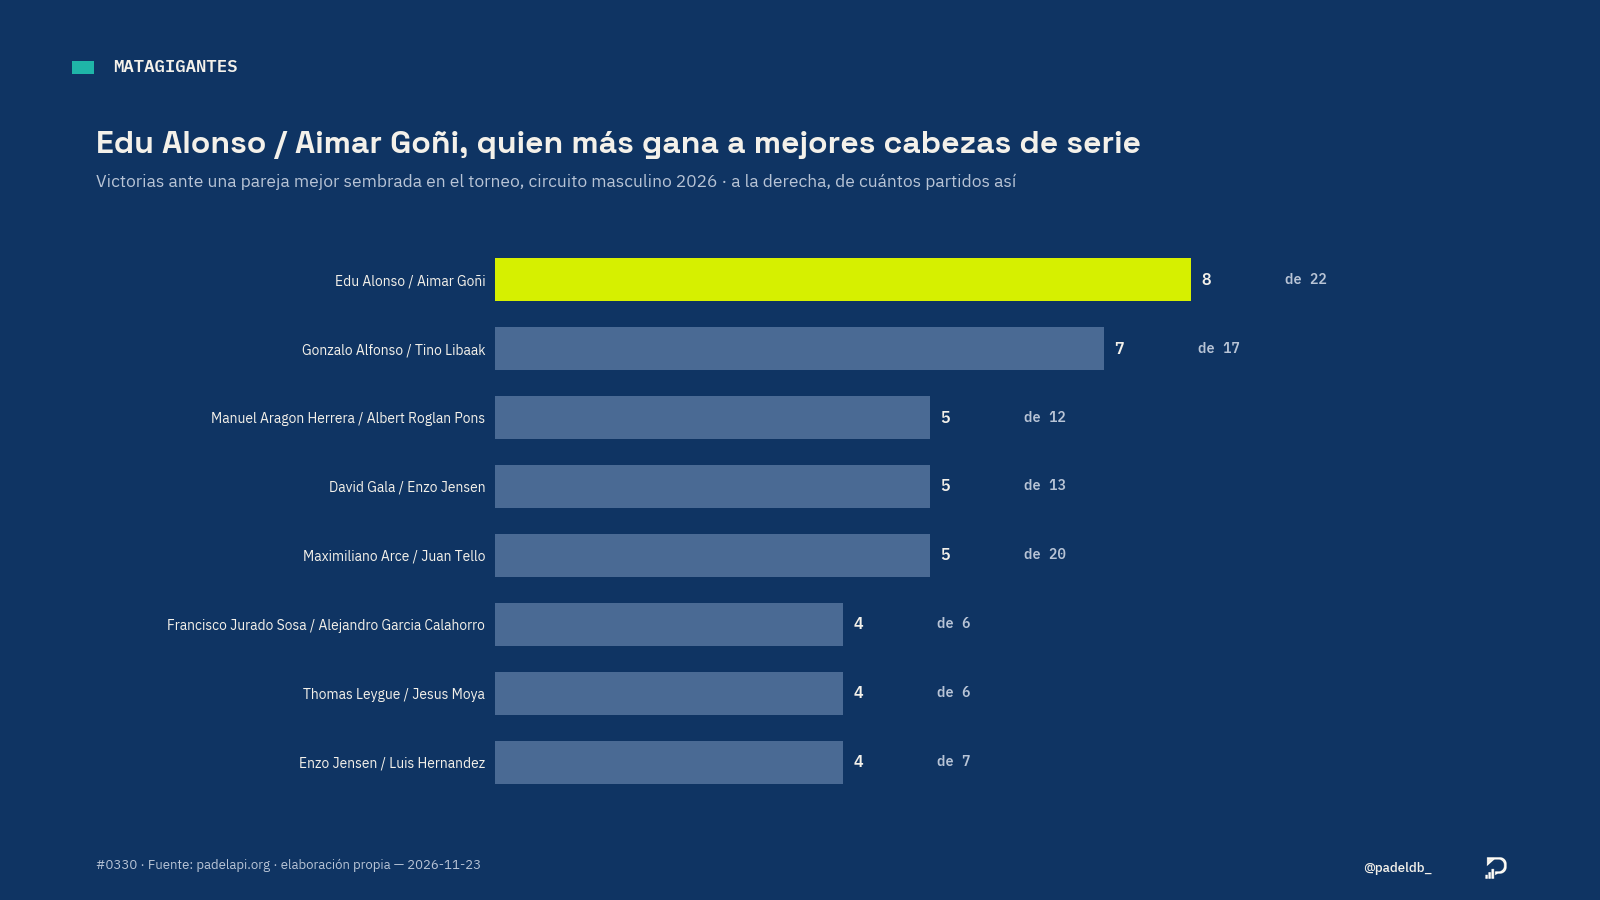 MATAGIGANTES
Edu Alonso / Aimar Goñi, quien más gana a mejores cabezas de serie
Victorias ante una pareja mejor sembrada en el torneo, circuito masculino 2026 · a la derecha, de cuántos partidos así
Edu Alonso / Aimar Goñi 8 de 22
Gonzalo Alfonso / Tino Libaak 7 de 17
Manuel Aragon Herrera / Albert Roglan Pons 5 de 12
David Gala / Enzo Jensen 5 de 13
Maximiliano Arce / Juan Tello 5 de 20
Francisco Jurado Sosa / Alejandro Garcia Calahorro 4 de 6
Thomas Leygue / Jesus Moya 4 de 6
Enzo Jensen / Luis Hernandez 4 de 7
#0330 · Fuente: padelapi.org · elaboración propia — 2026-11-23
@padeldb_